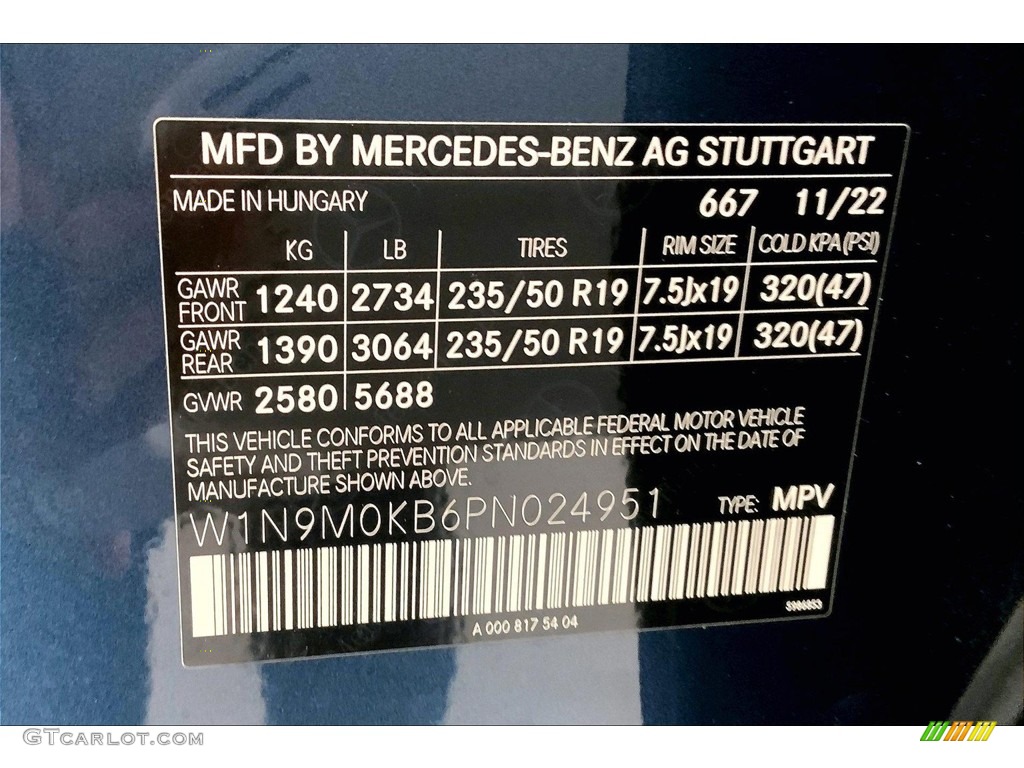 MFD BY MERCEDES-BENZ AG STUTTGART
MADE IN HUNGARY 667 11/22
KG LB TIRES RIM SIZE COLD KPA (PSI)
GAWR FRONT 1240 2734 235/50 R19 7.5Jx19 320(47)
GAWR REAR 1390 3064 235/50 R19 7.5Jx19 320(47)
GVWR 2580 5688
THIS VEHICLE CONFORMS TO ALL APPLICABLE FEDERAL MOTOR VEHICLE
SAFETY AND THEFT PREVENTION STANDARDS IN EFFECT ON THE DATE OF
MANUFACTURE SHOWN ABOVE.
W1N9M0KB6PN024951 TYPE: MPV
A 000 817 54 04
GTCARLOT.COM